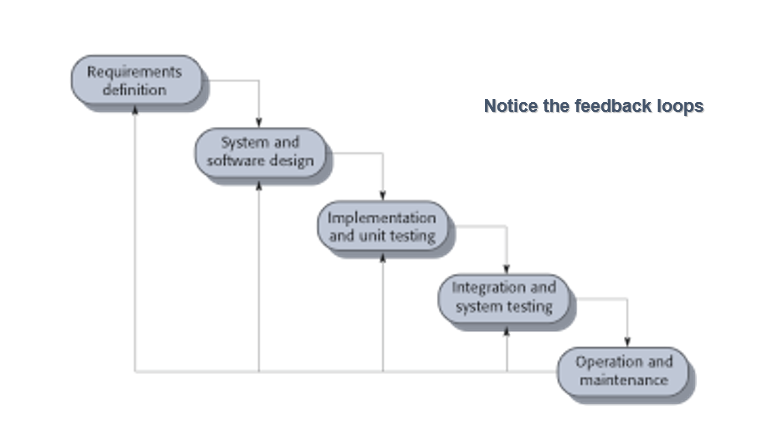 Requirements
definition
Notice the feedback loops
System and
software design
Implementation
and unit testing
Integration and
system testing
Operation and
maintenance